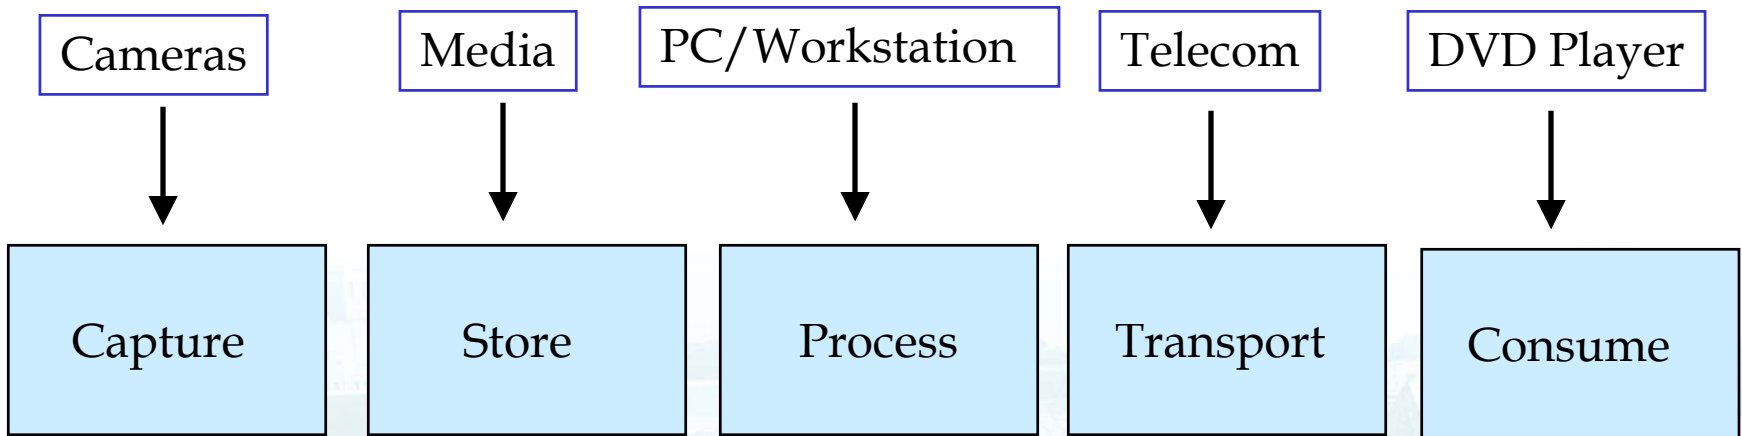 Cameras
Media
PC/Workstation
Telecom
DVD Player
Capture
Store
Process
Transport
Consume